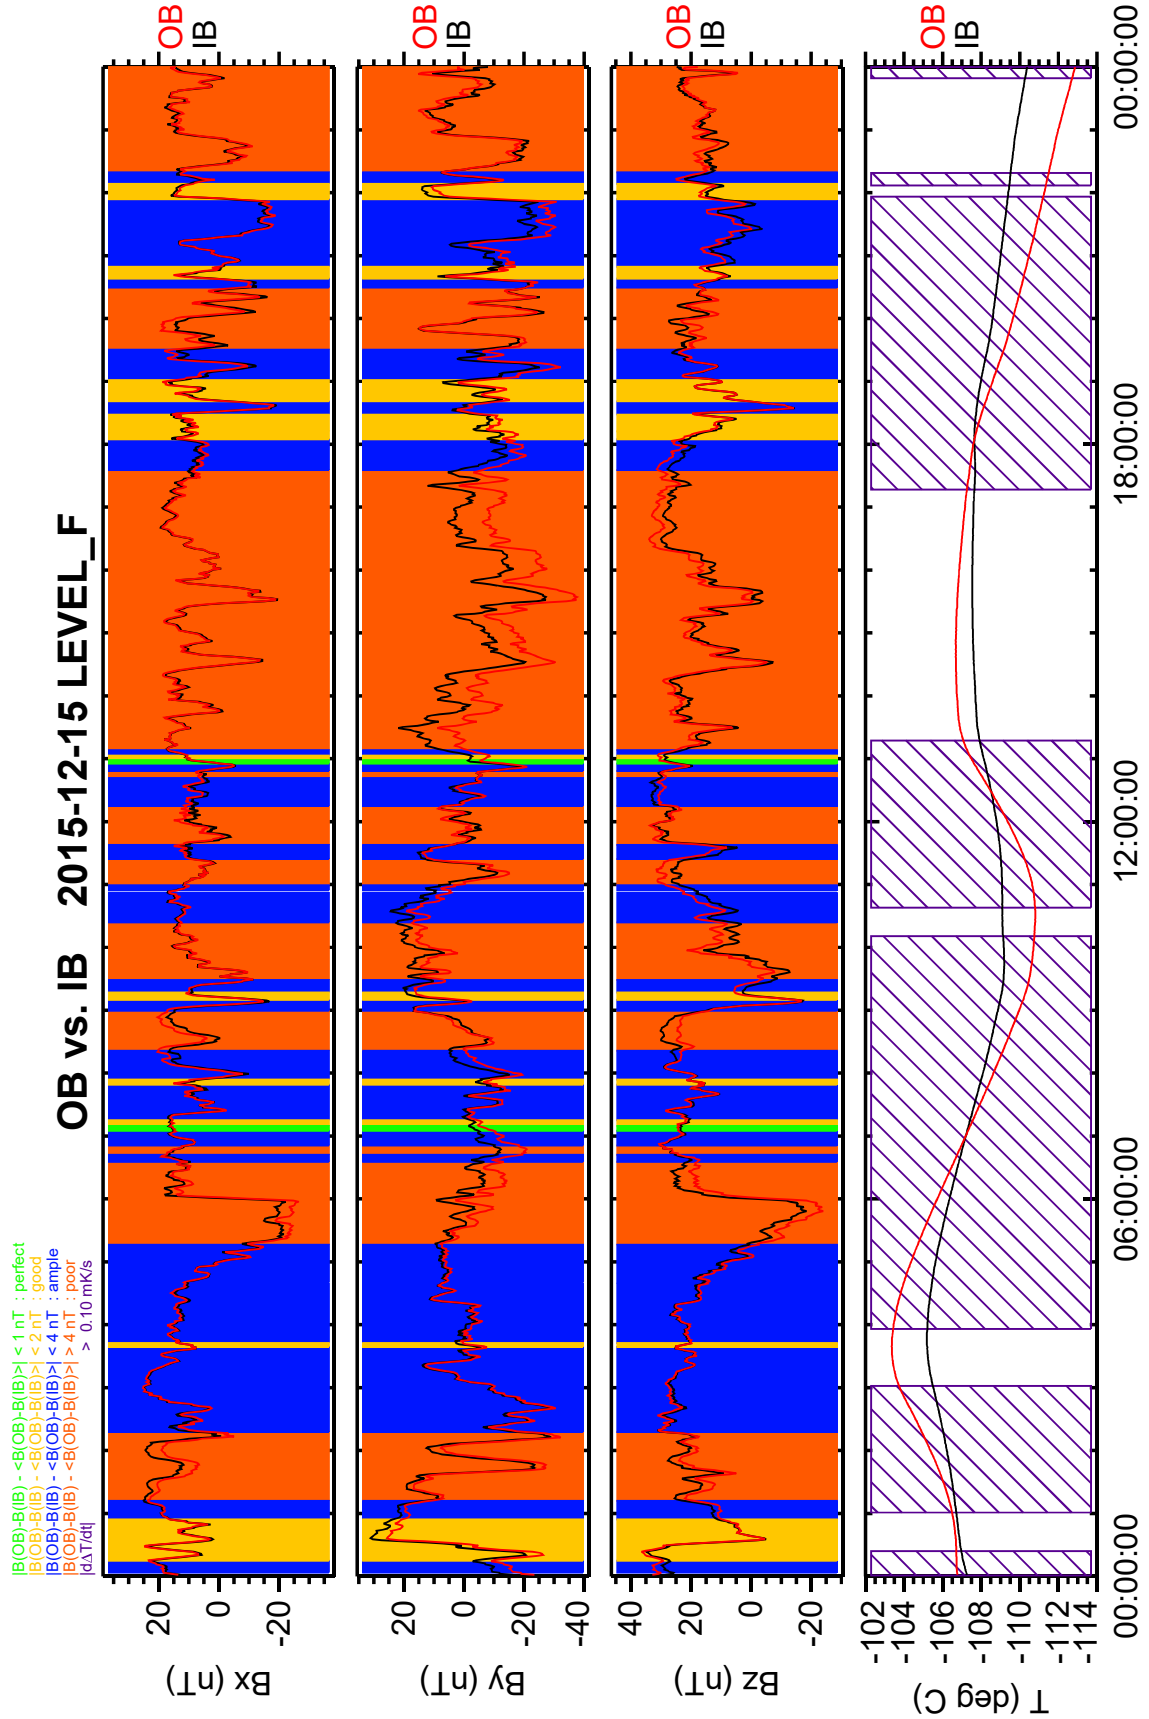 OB vs. IB 2015-12-15 LEVEL_F
|B(OB)-B(IB) - <B(OB)-B(IB)>| < 1 nT : perfect
|B(OB)-B(IB) - <B(OB)-B(IB)>| < 2 nT : good
|B(OB)-B(IB) - <B(OB)-B(IB)>| < 4 nT : ample
|B(OB)-B(IB) - <B(OB)-B(IB)>| > 4 nT : poor
|dΔT/dt| > 0.10 mK/s
Bx (nT)
20
0
-20
OB
IB
By (nT)
20
0
-20
-40
OB
IB
Bz (nT)
40
20
0
-20
OB
IB
T (deg C)
-102
-104
-106
-108
-110
-112
-114
OB
IB
00:00:00
06:00:00
12:00:00
18:00:00
00:00:00